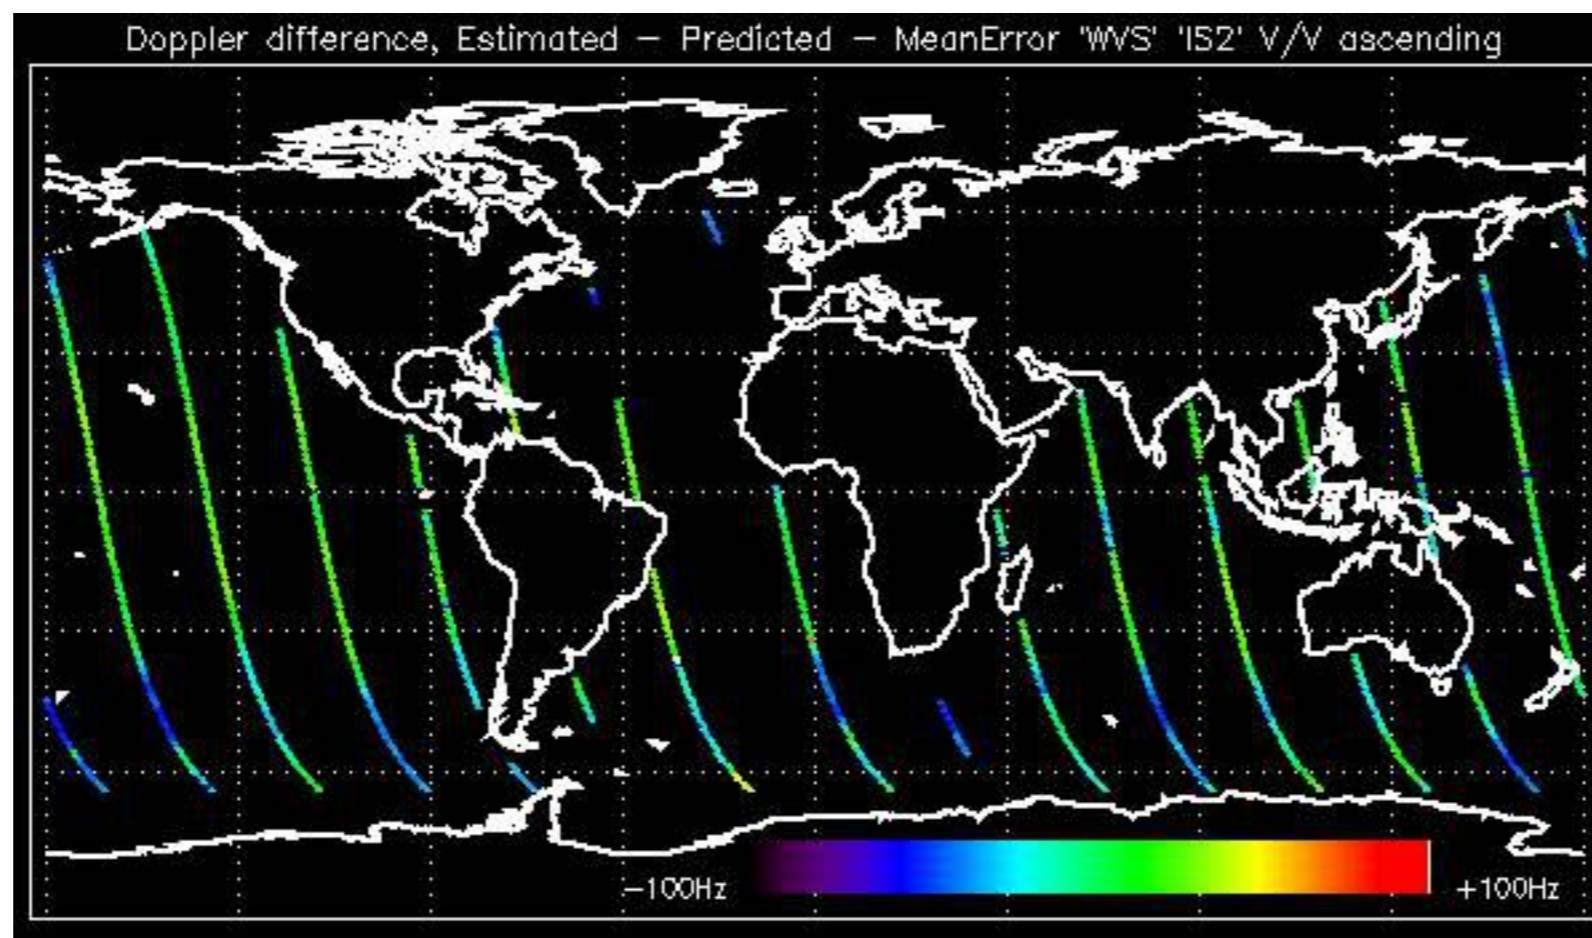 Doppler difference, Estimated – Predicted – MeanError 'WVS' 'IS2' V/V ascending
–100Hz
+100Hz